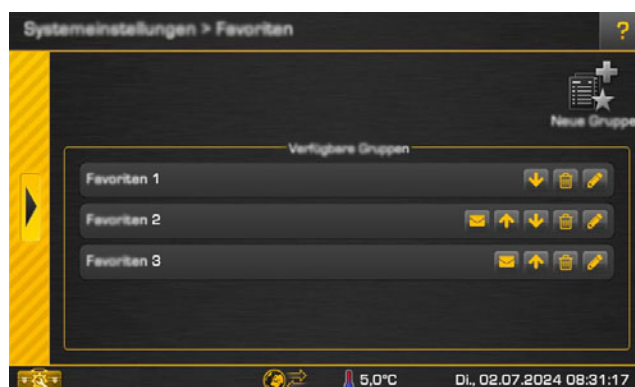 Systemeinstellungen > Favoriten
?
Neue Gruppe
Verfügbare Gruppen
Favoriten 1
Favoriten 2
Favoriten 3
5,0°C
Di., 02.07.2024 08:31:17